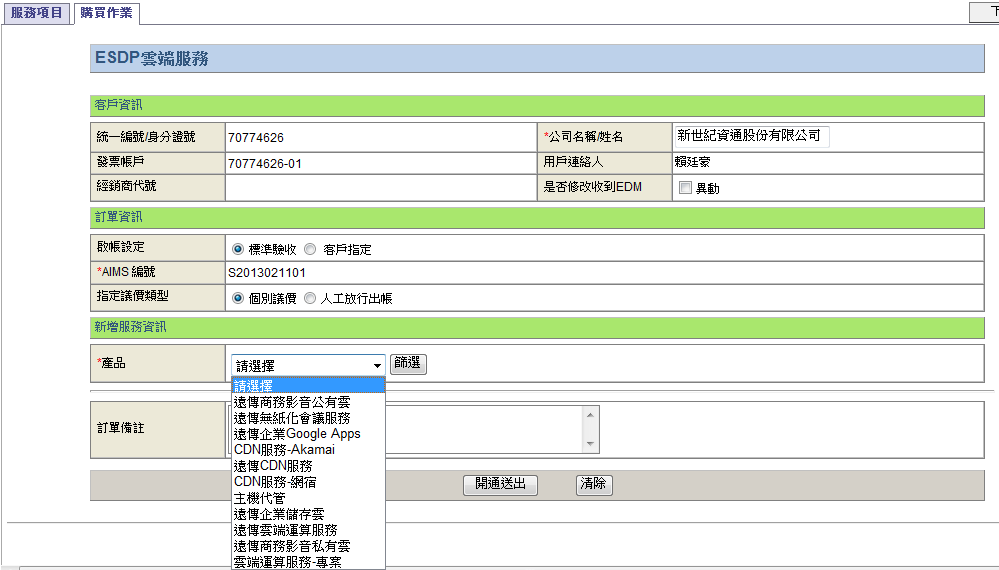 服務項目 購買作業 下
ESDP雲端服務
客戶資訊
統一編號/身分證號 70774626 *公司名稱/姓名 新世紀資通股份有限公司
發票帳戶 70774626-01 用戶連絡人 賴廷豪
經銷商代號 是否修改收到EDM 異動
訂單資訊
啟帳設定 標準驗收 客戶指定
*AIMS 編號 S2013021101
指定議價類型 個別議價 人工放行出帳
新增服務資訊
*產品 請選擇 篩選
請選擇
遠傳商務影音公有雲
遠傳無紙化會議服務
遠傳企業Google Apps
CDN服務-Akamai
遠傳CDN服務
CDN服務-網宿
主機代管
遠傳企業儲存雲
遠傳雲端運算服務
遠傳商務影音私有雲
雲端運算服務-專案
訂單備註
開通送出 清除